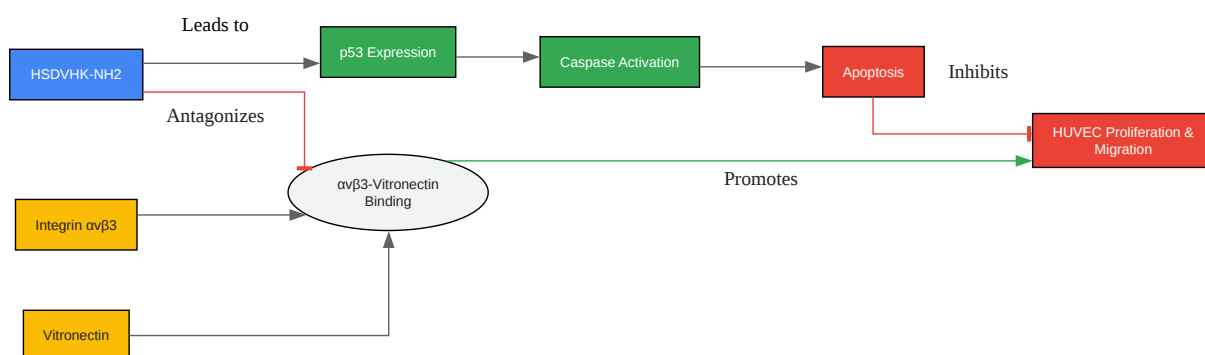 Leads to
HSDVHK-NH2
p53 Expression
Caspase Activation
Apoptosis
Inhibits
Antagonizes
HUVEC Proliferation &
Migration
αvβ3-Vitronectin
Binding
Promotes
Integrin αvβ3
Vitronectin